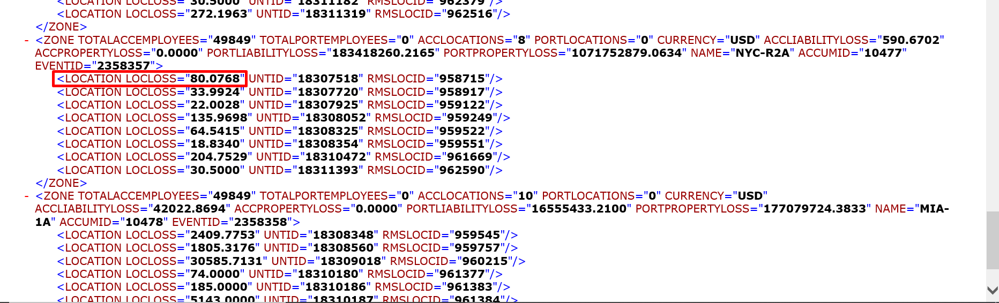 <LOCATION LOCLOSS="30.5000" UNTID="18311182" RMSLOCID="962379"/>
<LOCATION LOCLOSS="272.1963" UNTID="18311319" RMSLOCID="962516"/>
</ZONE>
- <ZONE TOTALACCEMPLOYEES="49849" TOTALPORTEMPLOYEES="0" ACCLOCATIONS="8" PORTLOCATIONS="0" CURRENCY="USD" ACCLIABILITYLOSS="590.6702"
ACCPROPERTYLOSS="0.0000" PORTLIABILITYLOSS="183418260.2165" PORTPROPERTYLOSS="1071752879.0634" NAME="NYC-R2A" ACCUMID="10477"
EVENTID="2358357">
<LOCATION LOCLOSS="80.0768" UNTID="18307518" RMSLOCID="958715"/>
<LOCATION LOCLOSS="33.9924" UNTID="18307720" RMSLOCID="958917"/>
<LOCATION LOCLOSS="22.0028" UNTID="18307925" RMSLOCID="959122"/>
<LOCATION LOCLOSS="135.9698" UNTID="18308052" RMSLOCID="959249"/>
<LOCATION LOCLOSS="64.5415" UNTID="18308325" RMSLOCID="959522"/>
<LOCATION LOCLOSS="18.8340" UNTID="18308354" RMSLOCID="959551"/>
<LOCATION LOCLOSS="204.7529" UNTID="18310472" RMSLOCID="961669"/>
<LOCATION LOCLOSS="30.5000" UNTID="18311393" RMSLOCID="962590"/>
</ZONE>
- <ZONE TOTALACCEMPLOYEES="49849" TOTALPORTEMPLOYEES="0" ACCLOCATIONS="10" PORTLOCATIONS="0" CURRENCY="USD"
ACCLIABILITYLOSS="42022.8694" ACCPROPERTYLOSS="0.0000" PORTLIABILITYLOSS="16555433.2100" PORTPROPERTYLOSS="177079724.3833" NAME="MIA-
1A" ACCUMID="10478" EVENTID="2358358">
<LOCATION LOCLOSS="2409.7753" UNTID="18308348" RMSLOCID="959545"/>
<LOCATION LOCLOSS="1805.3176" UNTID="18308560" RMSLOCID="959757"/>
<LOCATION LOCLOSS="30585.7131" UNTID="18309018" RMSLOCID="960215"/>
<LOCATION LOCLOSS="74.0000" UNTID="18310180" RMSLOCID="961377"/>
<LOCATION LOCLOSS="185.0000" UNTID="18310186" RMSLOCID="961383"/>
<LOCATION LOCLOSS="5143.0000" UNTID="18310187" RMSLOCID="961384"/>